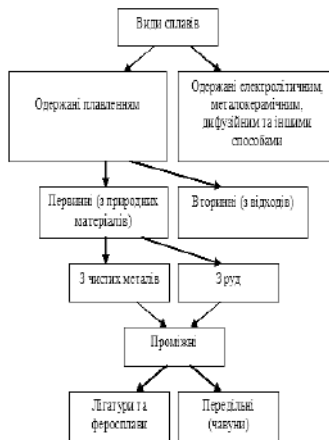 Види сплавів
Одержані плавленням
Одержані електролітичним,
металокерамічним,
дифузійним та іншими
способами
Первинні (з природних
матеріалів)
Вторинні (з відходів)
З чистих металів
З руд
Проміжні
Лігатури та
феросплави
Передільні
(чавуни)